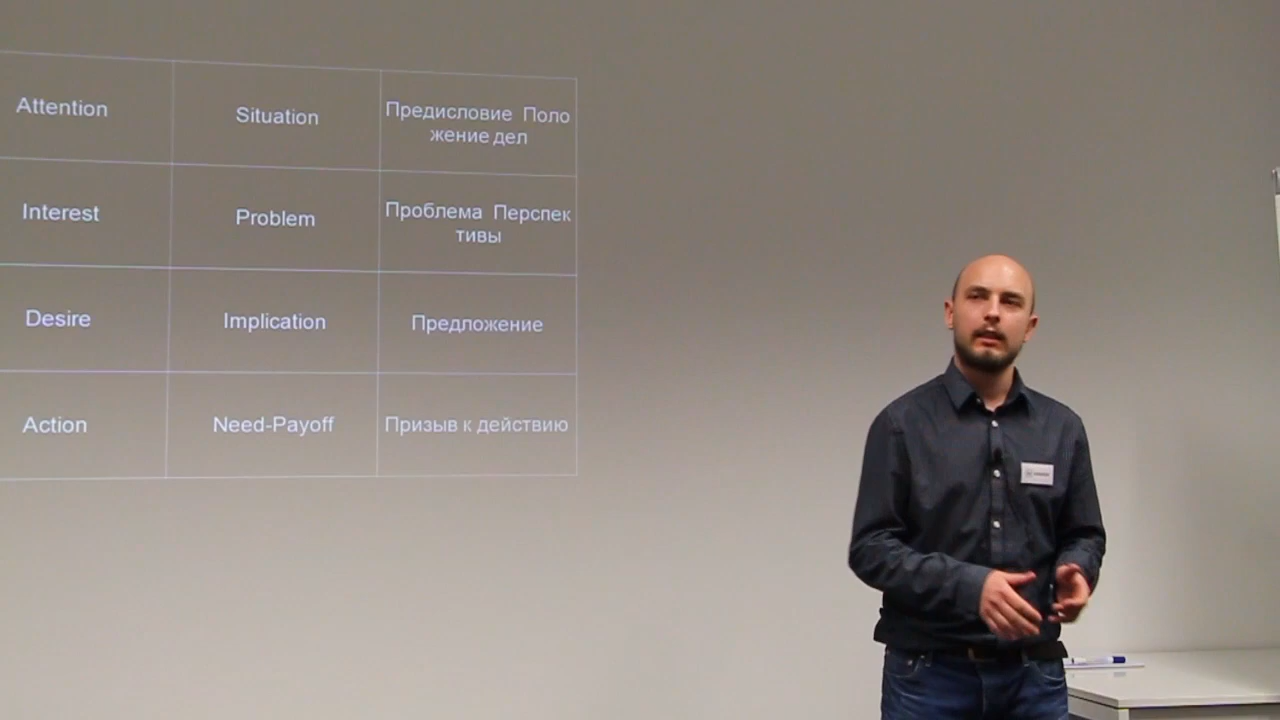 Attention
Situation
Предисловие Поло
жение дел
Interest
Problem
Проблема Перспек
тивы
Desire
Implication
Предложение
Action
Need-Payoff
Призыв к действию